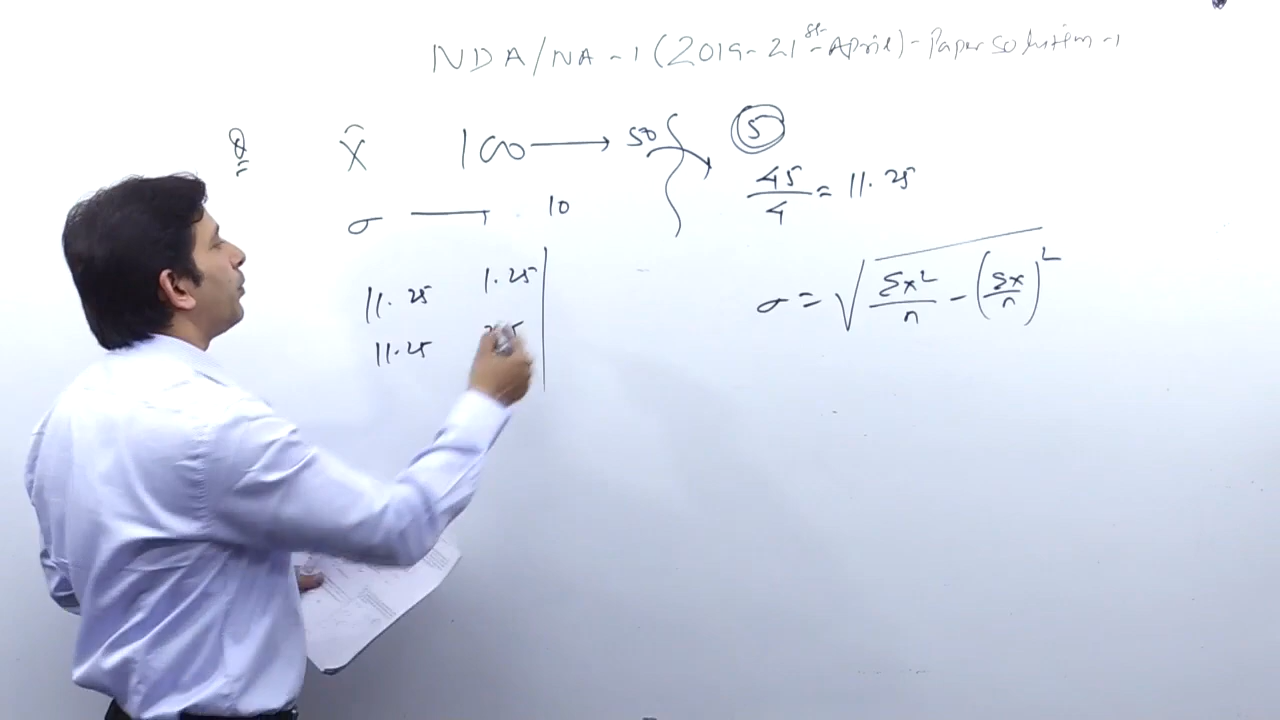 NDA/NA-1 (2019-21st-April)-Paper solution-1
Q X 100 → 50 5
45/4 = 11.25
σ → 10
11.25 1.25
σ = √(Σx²/n - (Σx/n)²)
11.25